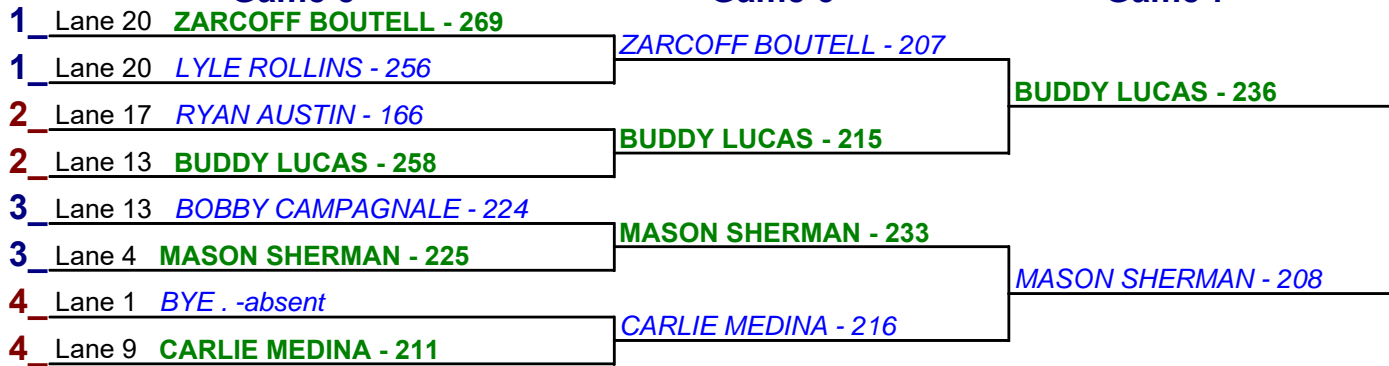 1_ Lane 20 ZARCOFF BOUTELL - 269
ZARCOFF BOUTELL - 207
1_ Lane 20 LYLE ROLLINS - 256
BUDDY LUCAS - 236
2_ Lane 17 RYAN AUSTIN - 166
BUDDY LUCAS - 215
2_ Lane 13 BUDDY LUCAS - 258
3_ Lane 13 BOBBY CAMPAGNALE - 224
MASON SHERMAN - 233
3_ Lane 4 MASON SHERMAN - 225
MASON SHERMAN - 208
4_ Lane 1 BYE . -absent
CARLIE MEDINA - 216
4_ Lane 9 CARLIE MEDINA - 211